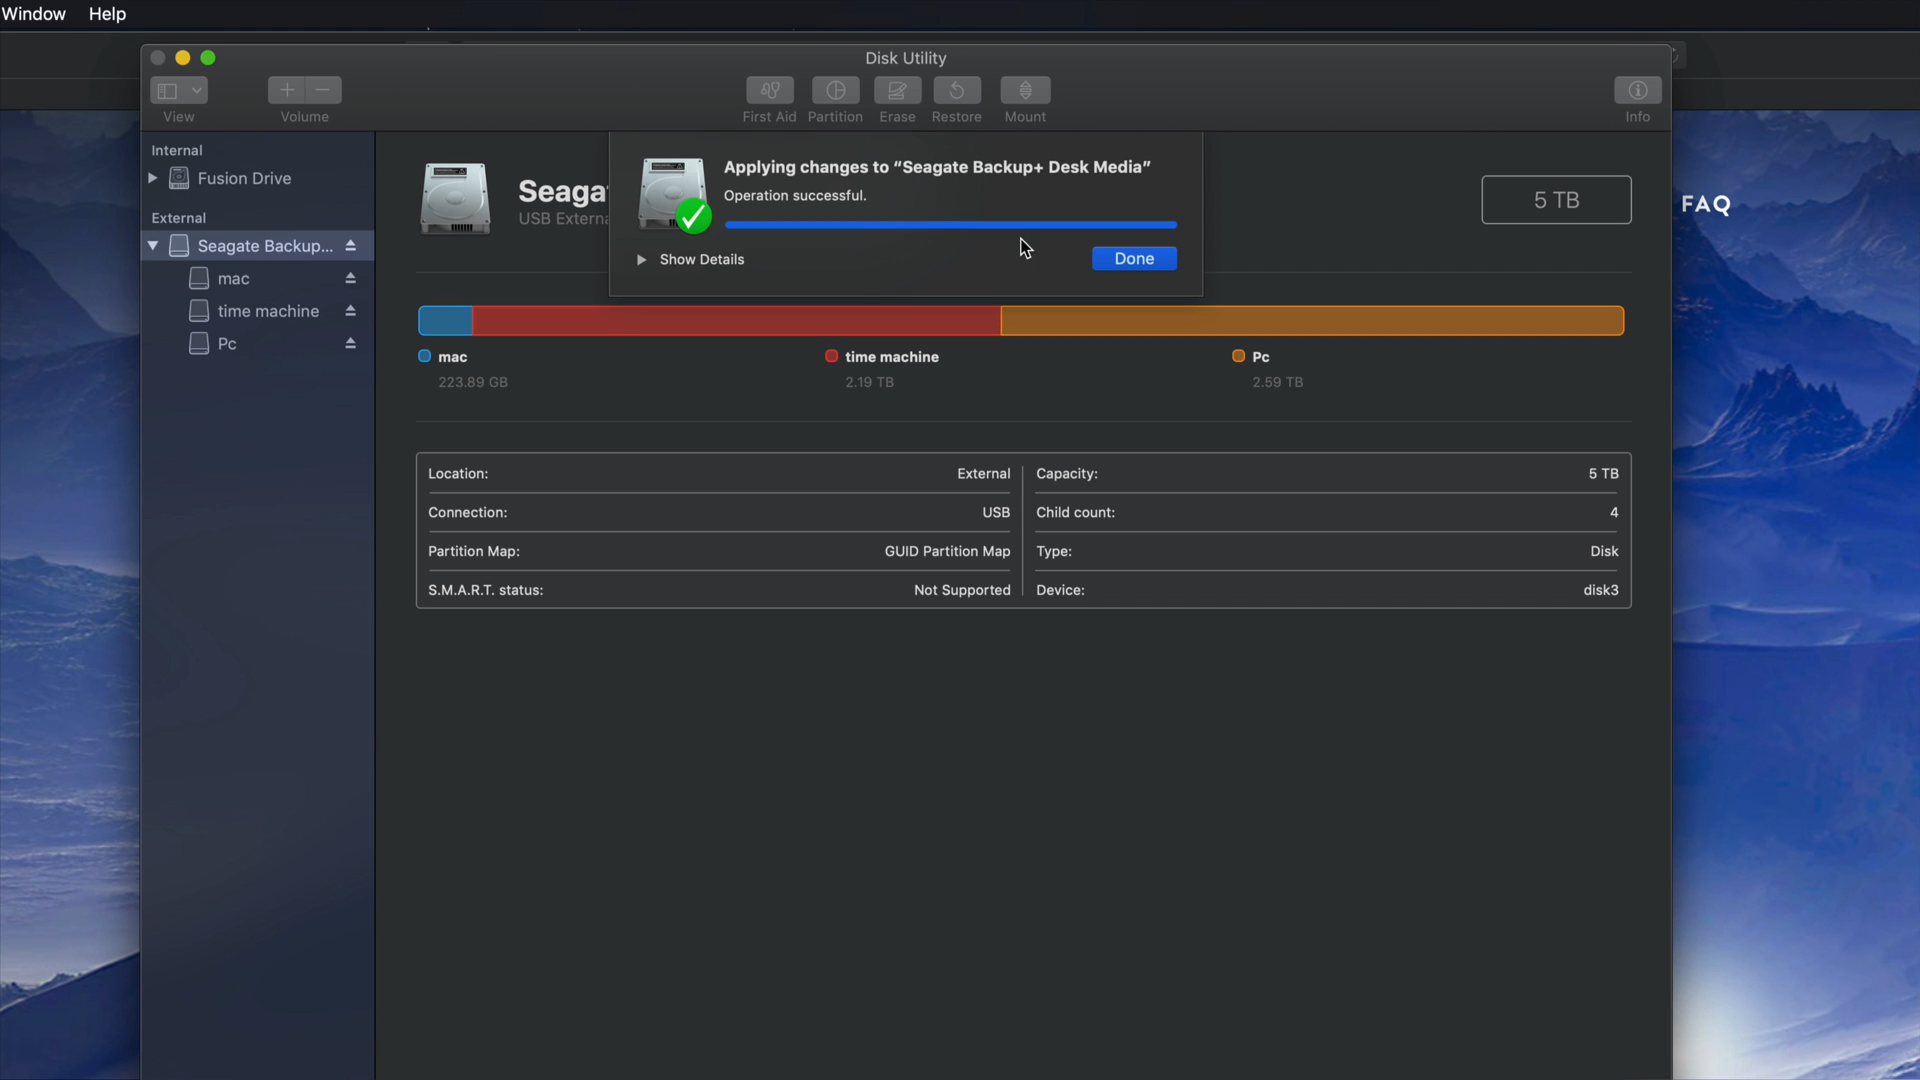 Window Help
Disk Utility
View
Volume
First Aid
Partition
Erase
Restore
Mount
Info
Internal
Fusion Drive
External
Seagate Backup...
mac
time machine
Pc
Seaga
USB Externa
Applying changes to “Seagate Backup+ Desk Media”
Operation successful.
Show Details
Done
5 TB
FAQ
mac
223.89 GB
time machine
2.19 TB
Pc
2.59 TB
Location: External
Connection: USB
Partition Map: GUID Partition Map
S.M.A.R.T. status: Not Supported
Capacity: 5 TB
Child count: 4
Type: Disk
Device: disk3